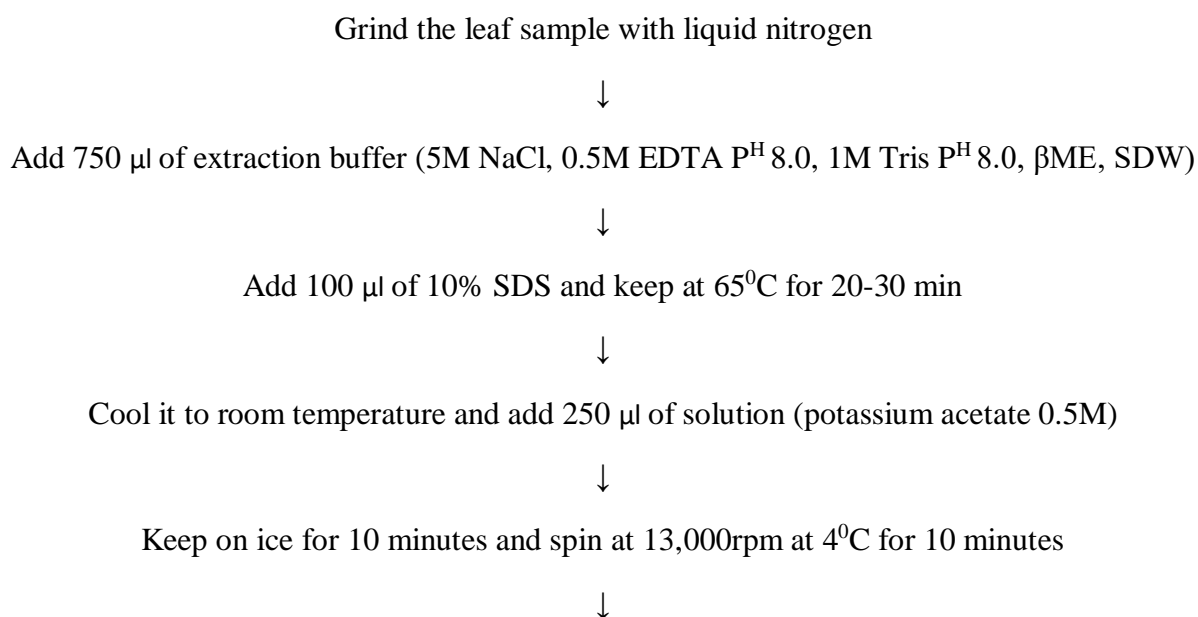 Grind the leaf sample with liquid nitrogen
↓
Add 750 µl of extraction buffer (5M NaCl, 0.5M EDTA P^H 8.0, 1M Tris P^H 8.0, βME, SDW)
↓
Add 100 µl of 10% SDS and keep at 65⁰C for 20-30 min
↓
Cool it to room temperature and add 250 µl of solution (potassium acetate 0.5M)
↓
Keep on ice for 10 minutes and spin at 13,000rpm at 4⁰C for 10 minutes
↓